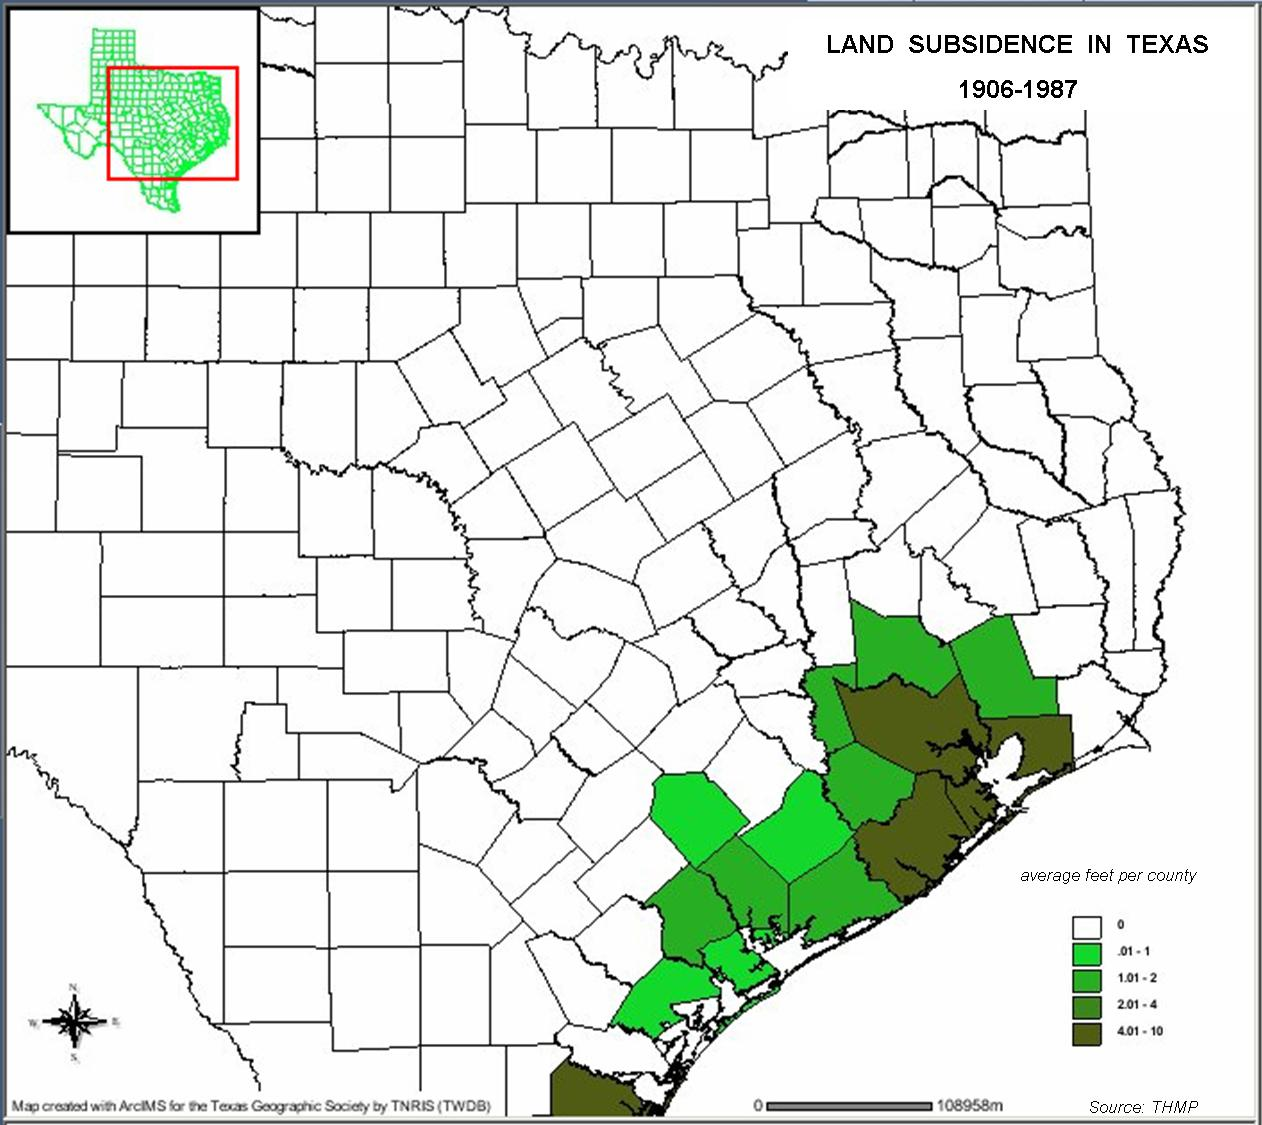 LAND SUBSIDENCE IN TEXAS
1906-1987
average feet per county
0
.01 - 1
1.01 - 2
2.01 - 4
4.01 - 10
N
W
E
S
Map created with ArcIMS for the Texas Geographic Society by TNRIS (TWDB)
0 108958m
Source: THMP